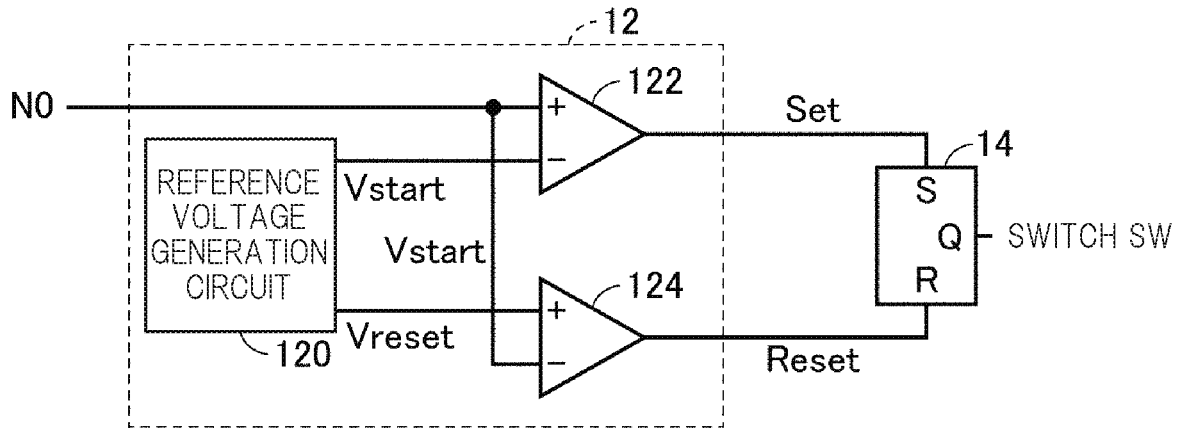 12
N0
122
+
−
Set
REFERENCE
VOLTAGE
GENERATION
CIRCUIT
Vstart
Vstart
14
S
Q
R
SWITCH SW
124
+
−
Vreset
120
Reset